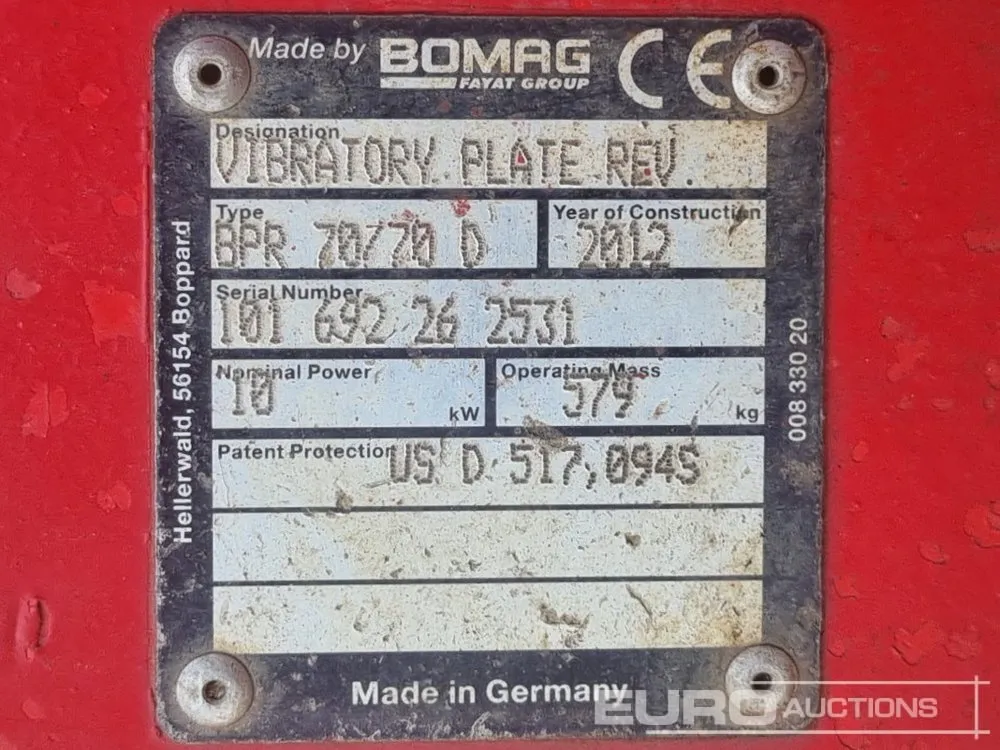 Made by BOMAG
FAYAT GROUP
CE
Designation
VIBRATORY PLATE REV.
Type
BPR 70/70 D
Year of Construction
2012
Serial Number
101 692 26 2531
Nominal Power
10 kW
Operating Mass
579 kg
Patent Protection US D 517,094S
Made in Germany
Hellerwald, 56154 Boppard
008 330 20
EURO AUCTIONS